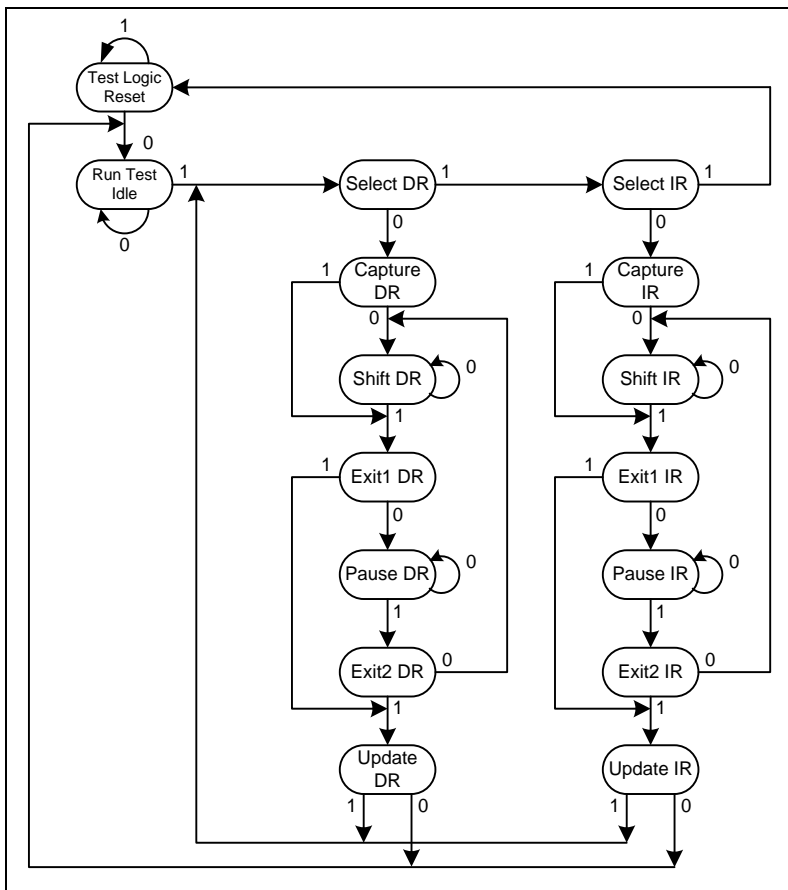 1
Test Logic
Reset
0
Run Test
Idle
1
0
Select DR
1
0
Select IR
1
0
Capture
DR
1
0
Capture
IR
1
0
Shift DR
0
1
Shift IR
0
1
Exit1 DR
1
0
Exit1 IR
1
0
Pause DR
0
1
Pause IR
0
1
Exit2 DR
0
1
Exit2 IR
0
1
Update
DR
1
0
Update IR
1
0